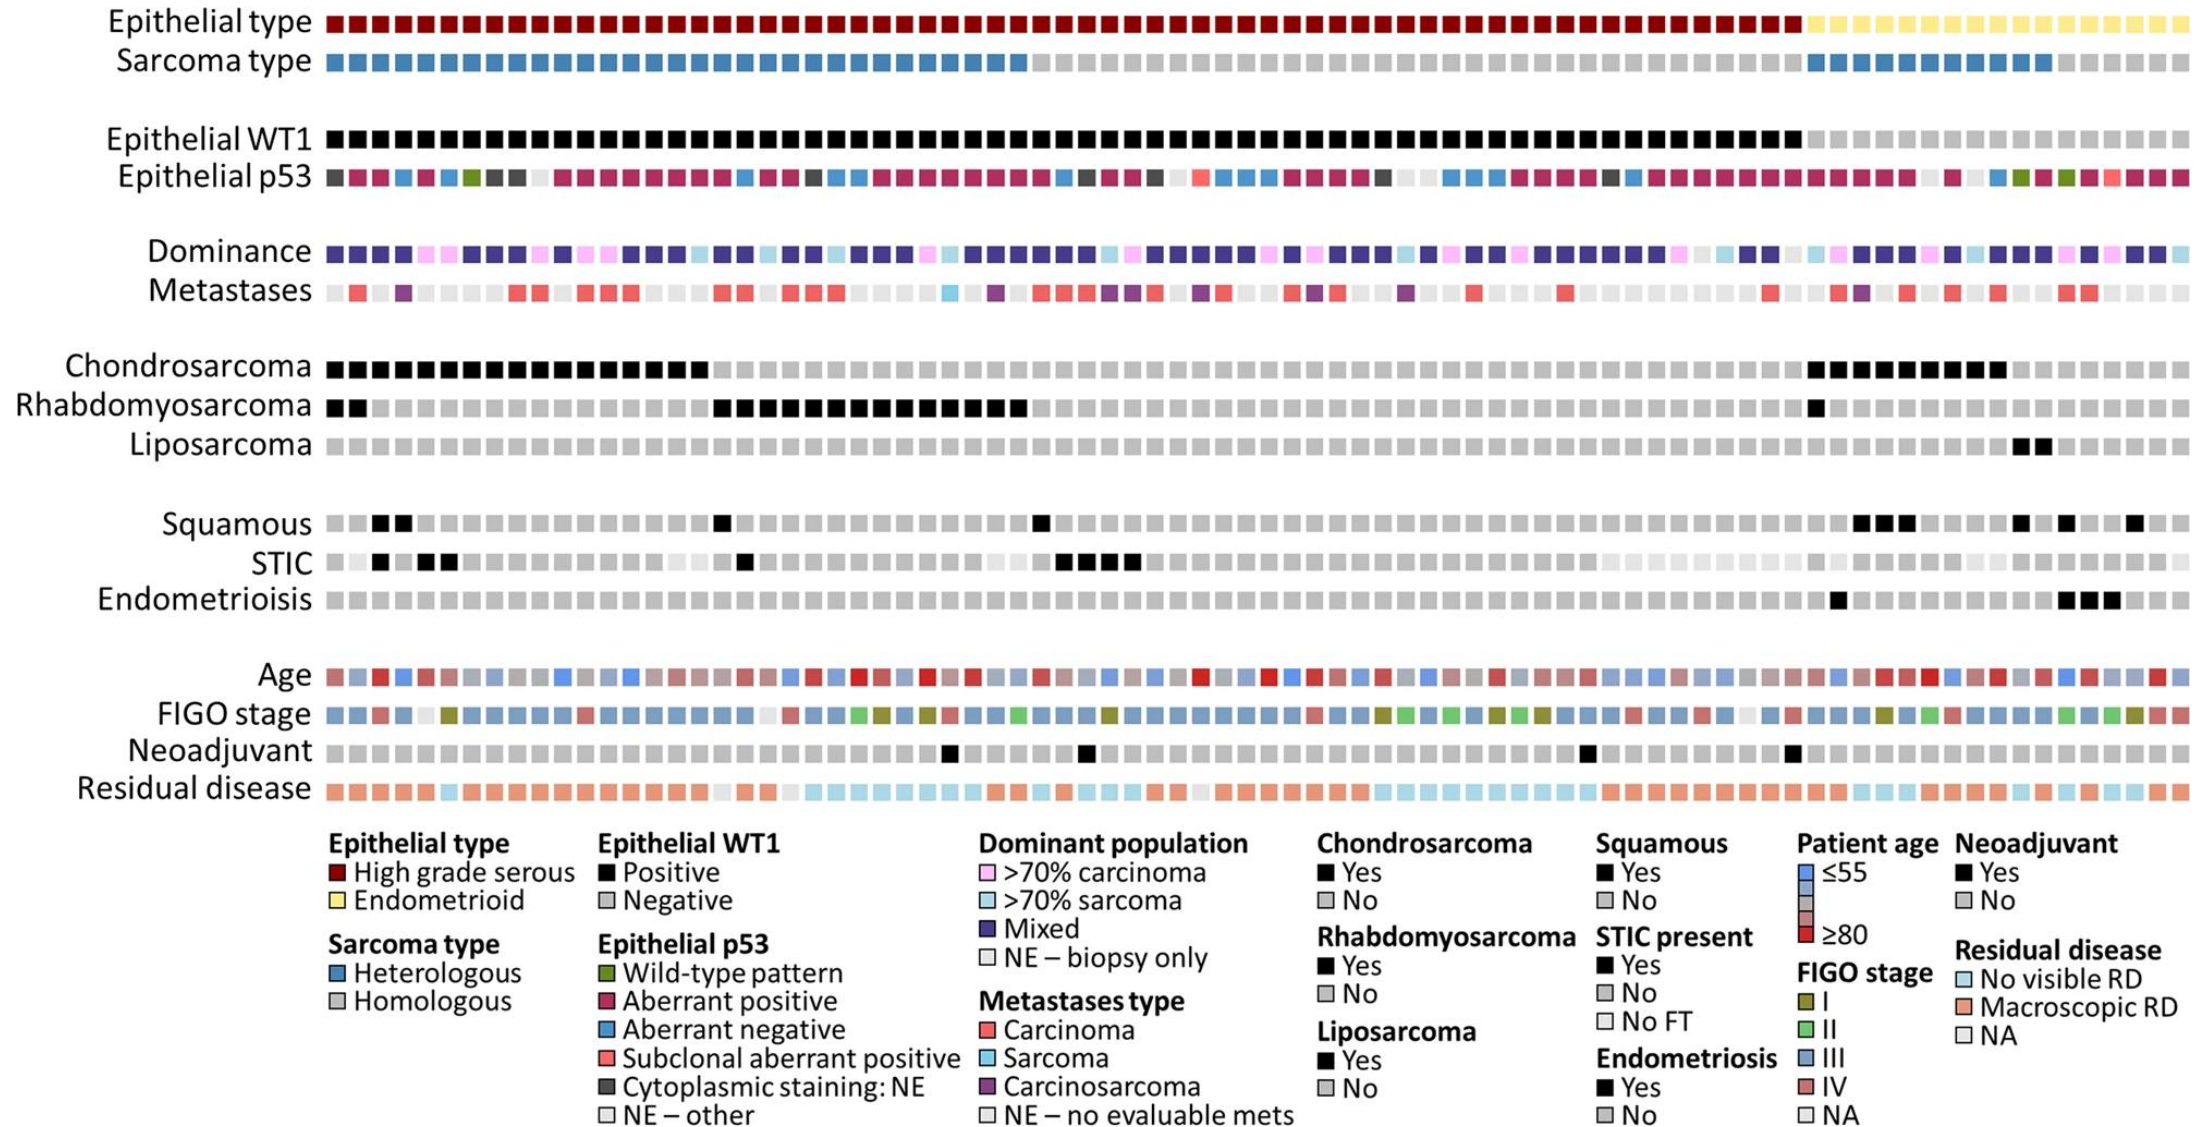 Epithelial type
Sarcoma type
Epithelial WT1
Epithelial p53
Dominance
Metastases
Chondrosarcoma
Rhabdomyosarcoma
Liposarcoma
Squamous
STIC
Endometrioisis
Age
FIGO stage
Neoadjuvant
Residual disease
Epithelial type
High grade serous
Endometrioid
Sarcoma type
Heterologous
Homologous
Epithelial WT1
Positive
Negative
Epithelial p53
Wild-type pattern
Aberrant positive
Aberrant negative
Subclonal aberrant positive
Cytoplasmic staining: NE
NE – other
Dominant population
>70% carcinoma
>70% sarcoma
Mixed
NE – biopsy only
Metastases type
Carcinoma
Sarcoma
Carcinosarcoma
NE – no evaluable mets
Chondrosarcoma
Yes
No
Rhabdomyosarcoma
Yes
No
Liposarcoma
Yes
No
Squamous
Yes
No
STIC present
Yes
No
No FT
Endometriosis
Yes
No
Patient age
≤55
≥80
FIGO stage
I
II
III
IV
NA
Neoadjuvant
Yes
No
Residual disease
No visible RD
Macroscopic RD
NA